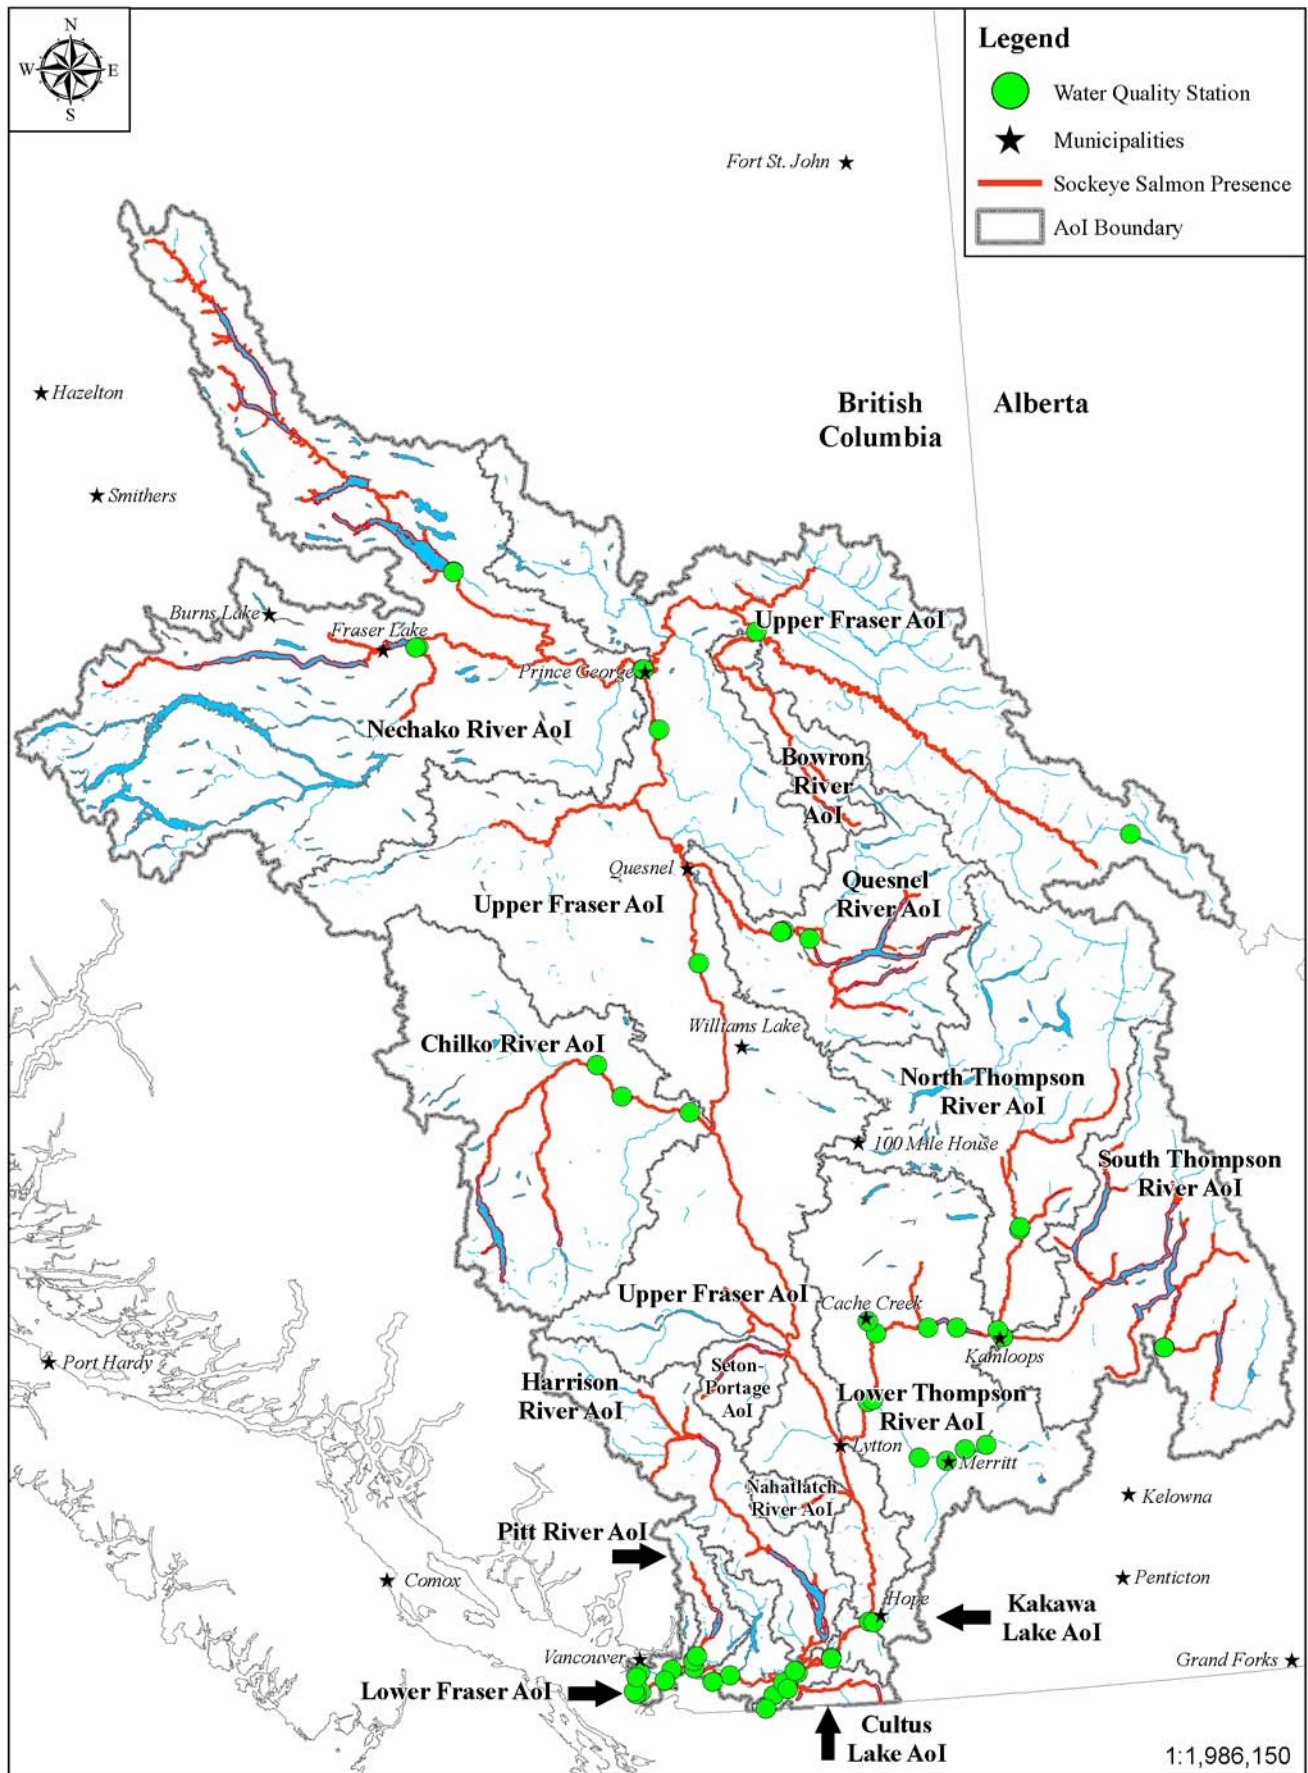 N
W E
S
Legend
Water Quality Station
Municipalities
Sockeye Salmon Presence
AoI Boundary
Fort St. John
Hazelton
British
Columbia
Alberta
Smithers
Burns Lake
Fraser Lake
Upper Fraser AoI
Prince George
Nechako River AoI
Bowron
River
AoI
Quesnel
Quesnel
River AoI
Upper Fraser AoI
Williams Lake
Chilko River AoI
North Thompson
River AoI
100 Mile House
South Thompson
River AoI
Upper Fraser AoI
Cache Creek
Port Hardy
Kamloops
Seton-
Portage
AoI
Harrison
River AoI
Lower Thompson
River AoI
Lytton
Merritt
Nahatlatch
River AoI
Kelowna
Pitt River AoI
Comox
Penticton
Hope
Kakawa
Lake AoI
Vancouver
Grand Forks
Lower Fraser AoI
Cultus
Lake AoI
1:1,986,150